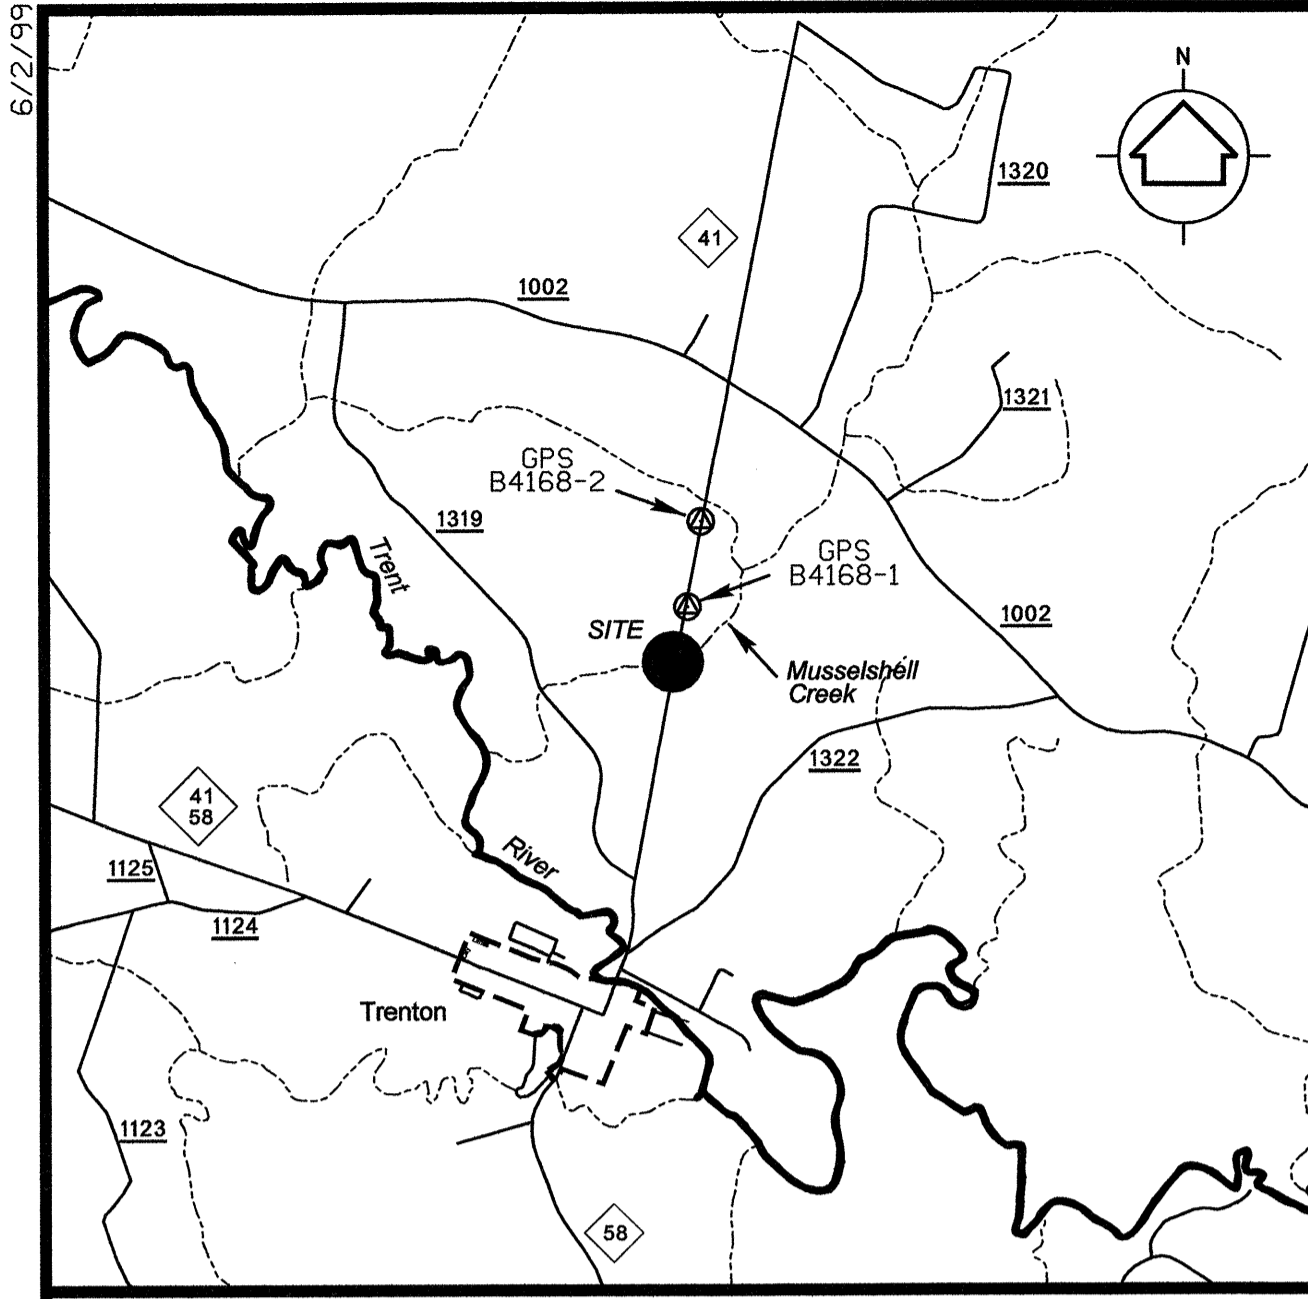 6/2/99
N
1320
41
1002
1321
GPS
B4168-2
1319
Trent
GPS
B4168-1
SITE
1002
Musselshell
Creek
1322
41
58
River
1125
1124
Trenton
1123
58